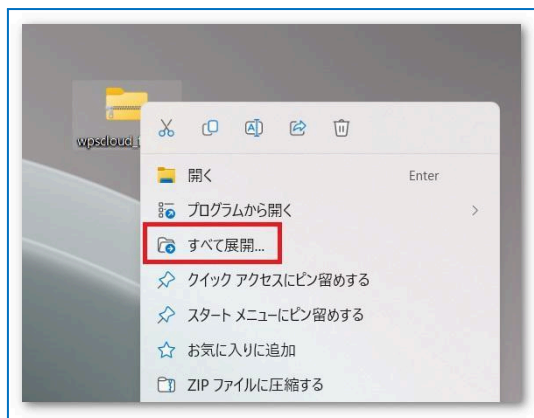 wpscloud_
開く Enter
プログラムから開く
すべて展開...
クイック アクセスにピン留めする
スタート メニューにピン留めする
お気に入りに追加
ZIP ファイルに圧縮する